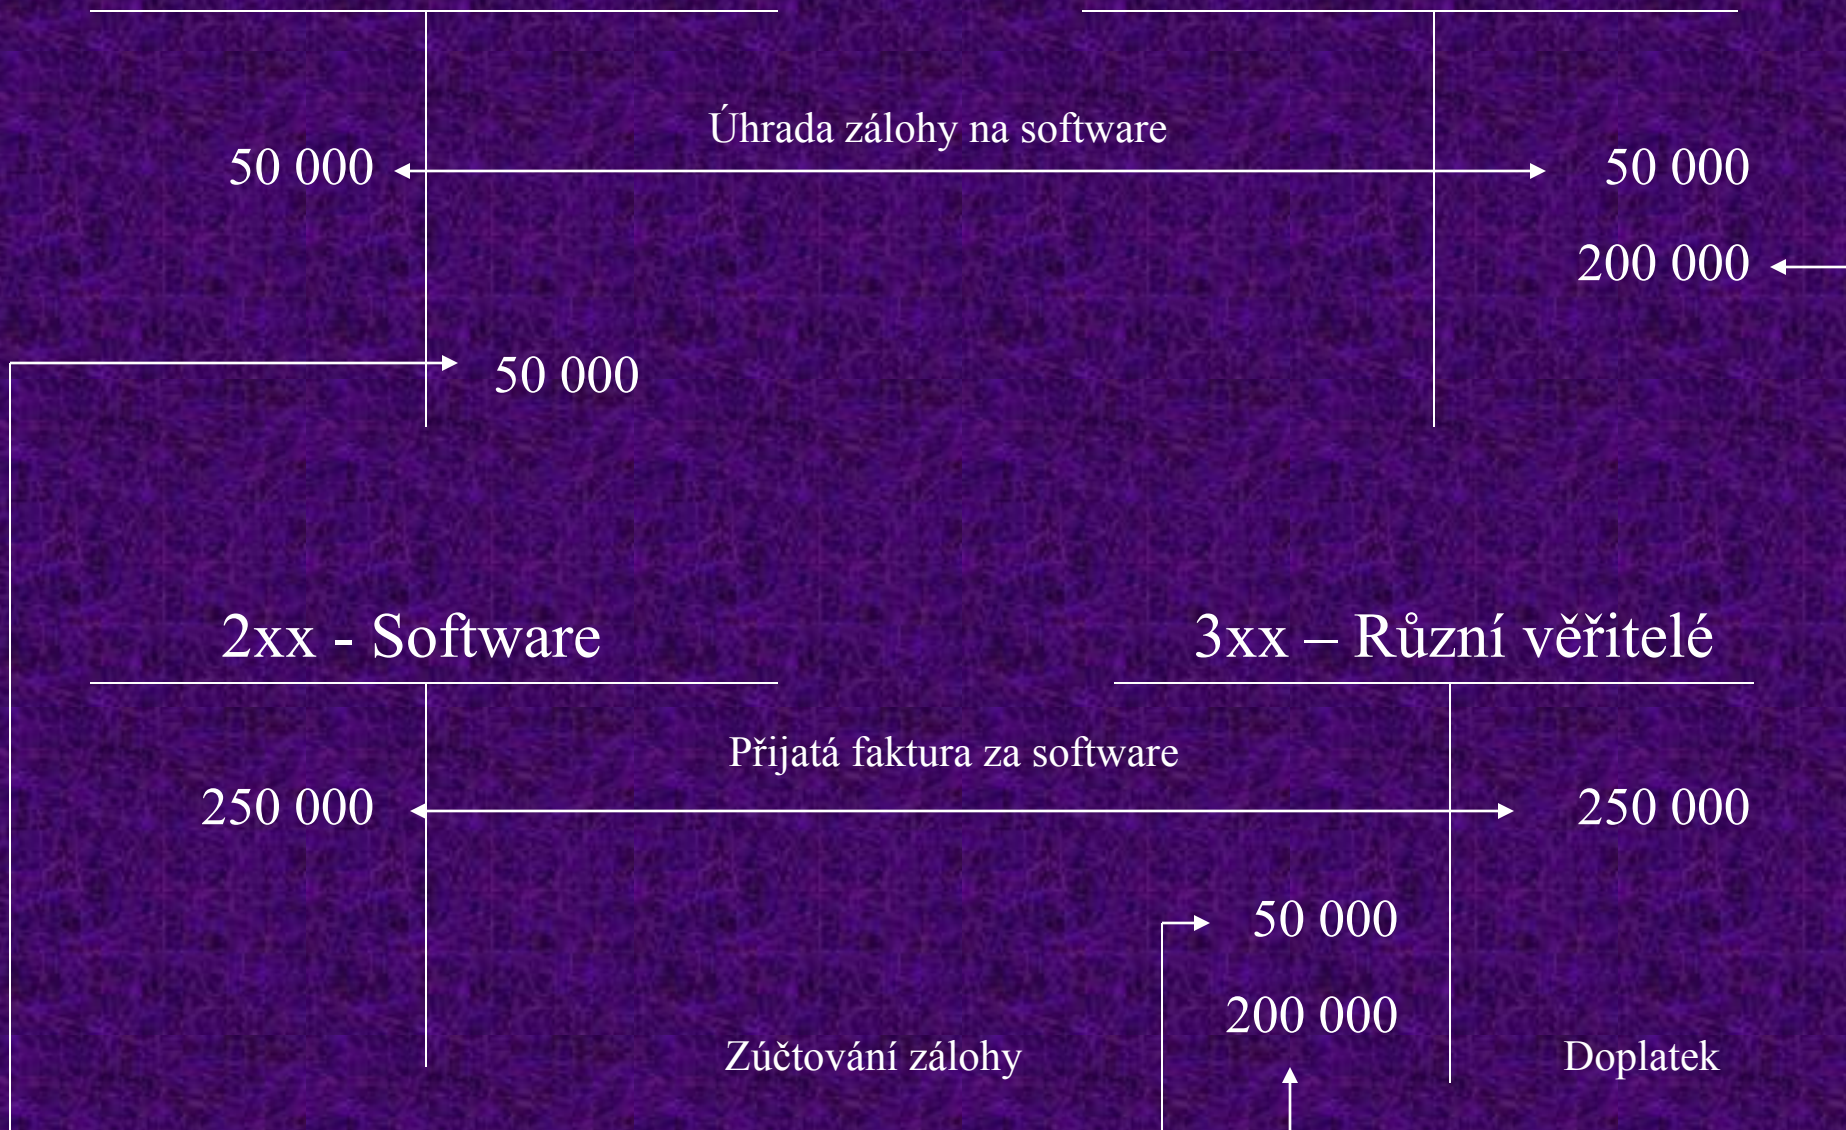 Úhrada zálohy na software
50 000
50 000
200 000
50 000
2xx - Software
3xx – Různí věřitelé
Přijatá faktura za software
250 000
250 000
50 000
200 000
Zúčtování zálohy
Doplatek